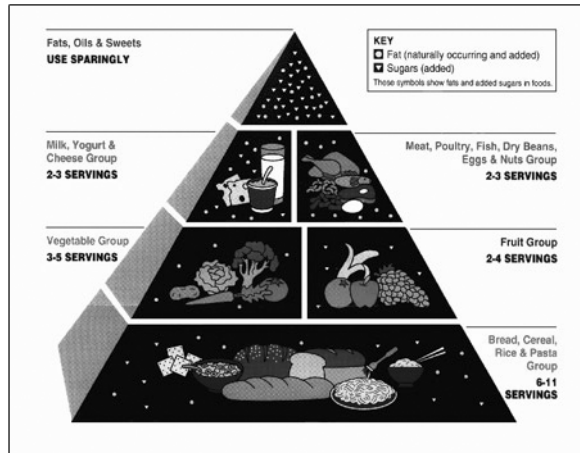 Fats, Oils & Sweets
USE SPARINGLY
KEY
Fat (naturally occurring and added)
Sugars (added)
These symbols show fats and added sugars in foods.
Milk, Yogurt &
Cheese Group
2-3 SERVINGS
Meat, Poultry, Fish, Dry Beans,
Eggs & Nuts Group
2-3 SERVINGS
Vegetable Group
3-5 SERVINGS
Fruit Group
2-4 SERVINGS
Bread, Cereal,
Rice & Pasta
Group
6-11
SERVINGS